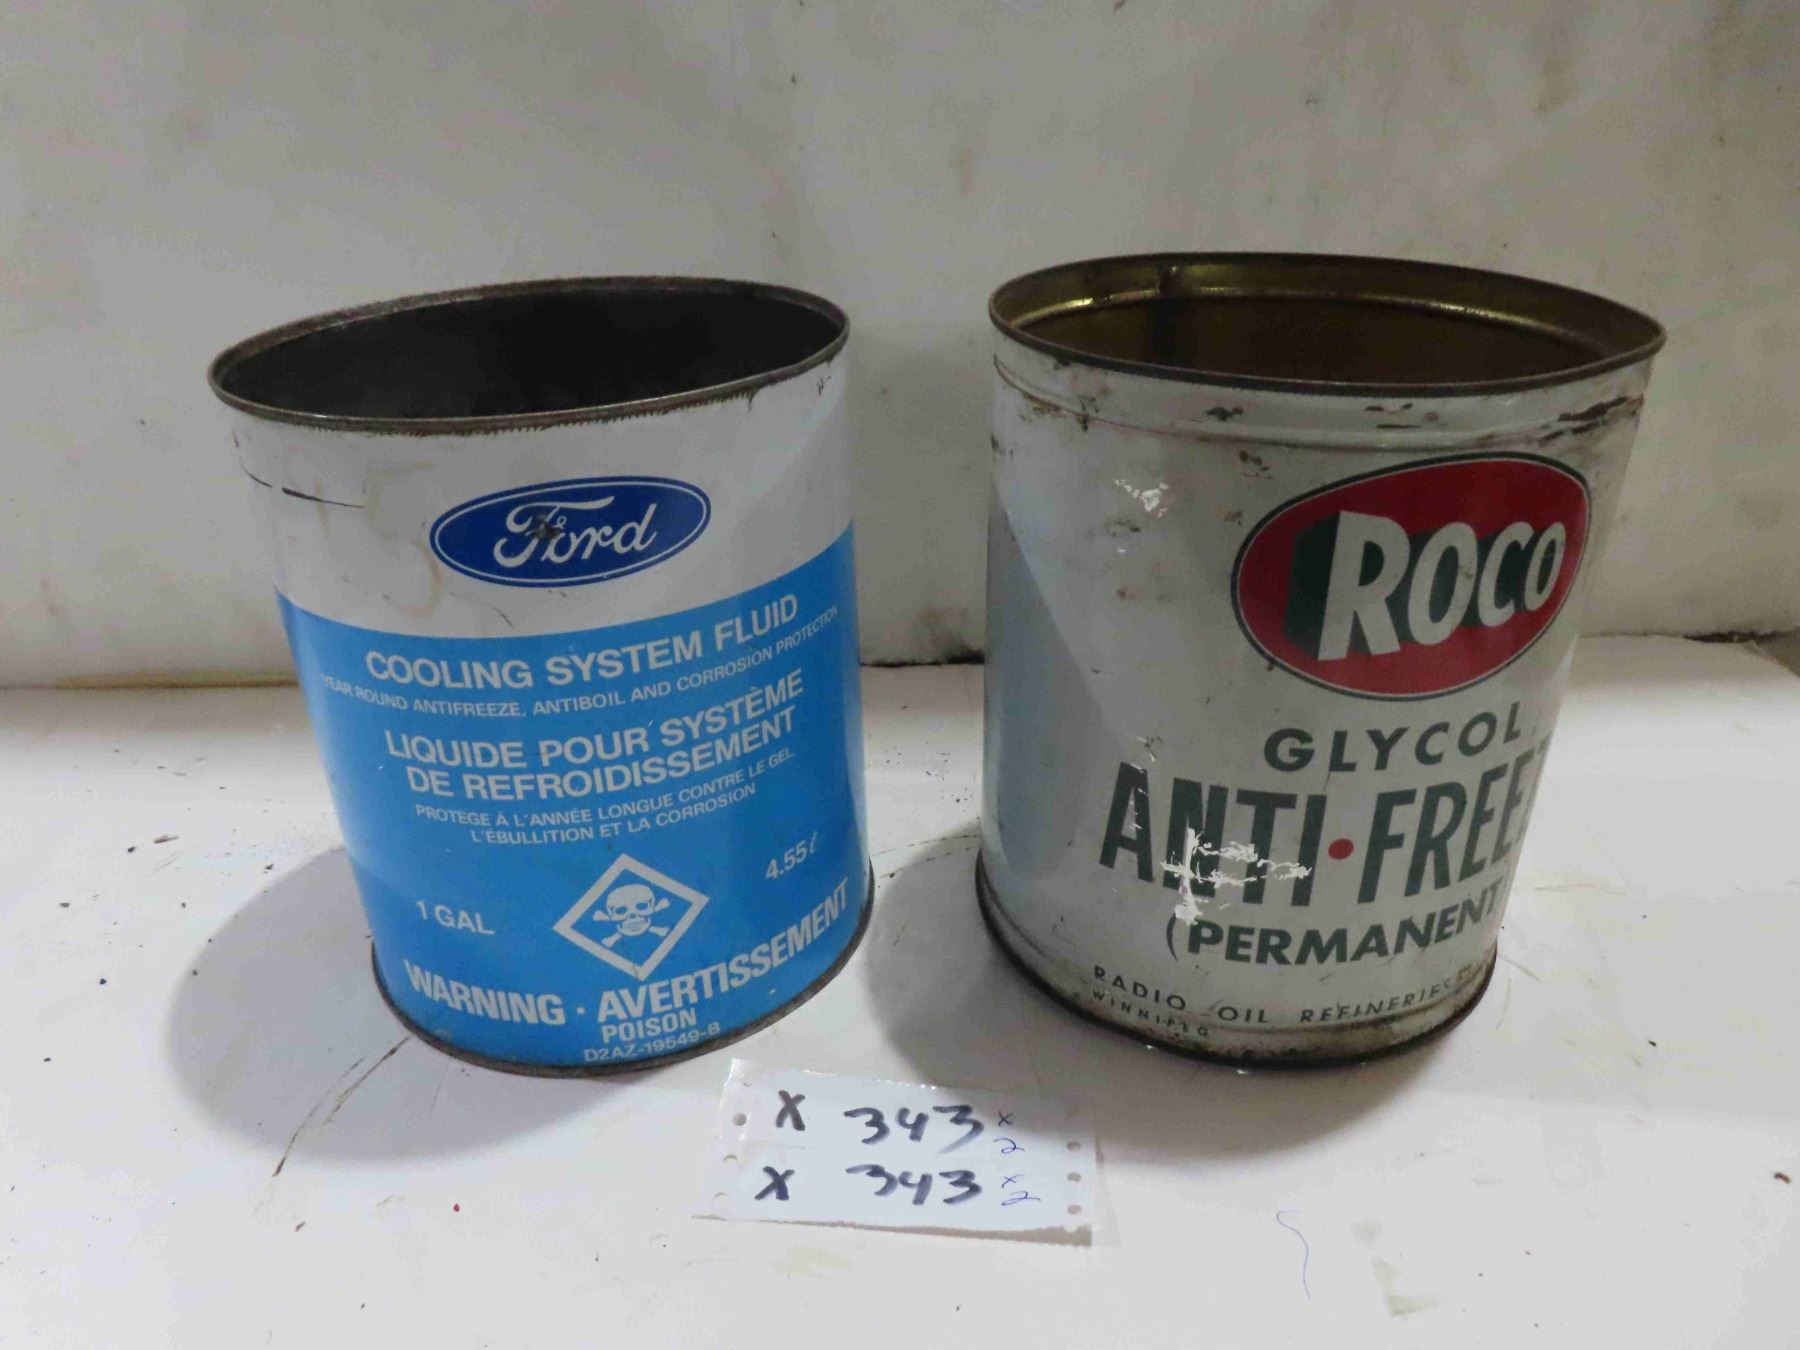 Ford
COOLING SYSTEM FLUID
YEAR ROUND ANTIFREEZE, ANTIBOIL AND CORROSION PROTECTION
LIQUIDE POUR SYSTÈME
DE REFROIDISSEMENT
PROTEGE À L'ANNÉE LONGUE CONTRE LE GEL
L'ÉBULLITION ET LA CORROSION
1 GAL
4.55ℓ
WARNING · AVERTISSEMENT
POISON
D2AZ-19549-B
ROCO
GLYCOL
ANTI·FREE
(PERMANENT
RADIO OIL REFINERIES
WINNIPEG
X 343 x2
X 343 x2